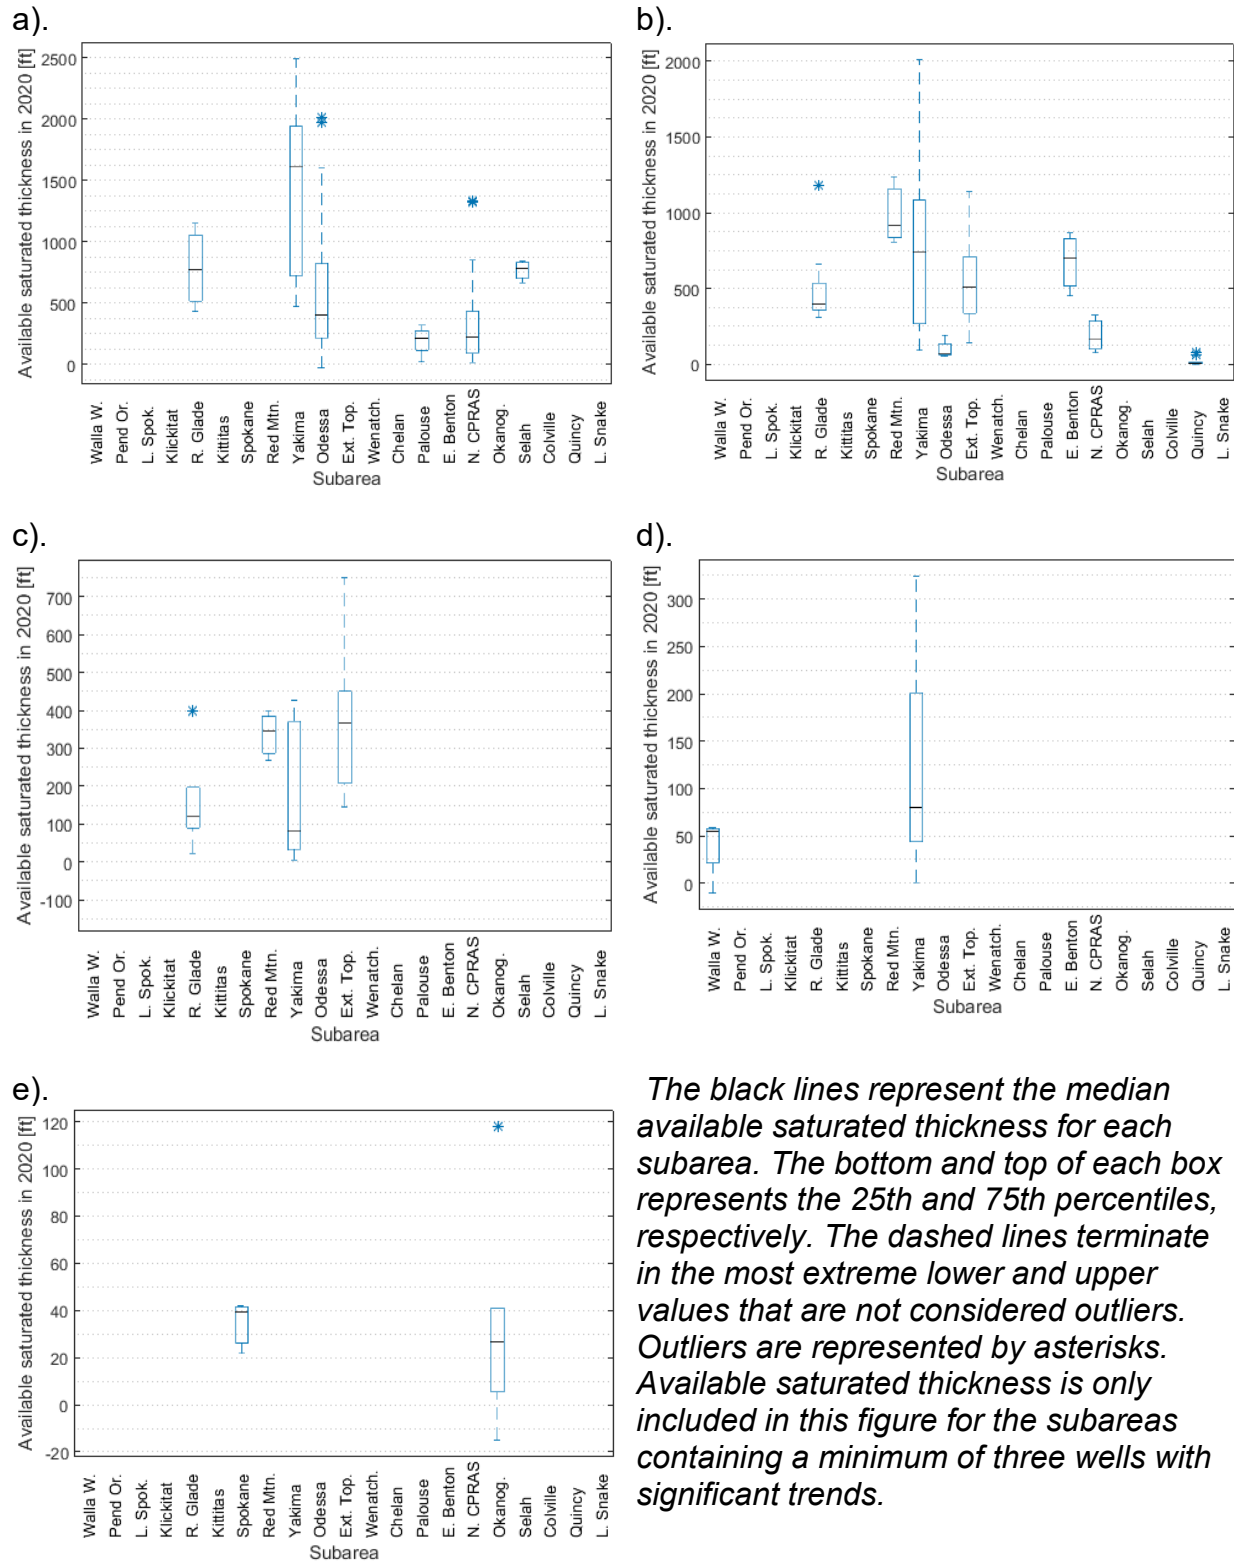 a).
Available saturated thickness in 2020 [ft]
2500
2000
1500
1000
500
0
Walla W.
Pend Or.
L. Spok.
Klickitat
R. Glade
Kittitas
Spokane
Red Mtn.
Yakima
Odessa
Ext. Top.
Wenatch.
Chelan
Palouse
E. Benton
N. CPRAS
Okanog.
Selah
Colville
Quincy
L. Snake
Subarea
b).
Available saturated thickness in 2020 [ft]
2000
1500
1000
500
0
Walla W.
Pend Or.
L. Spok.
Klickitat
R. Glade
Kittitas
Spokane
Red Mtn.
Yakima
Odessa
Ext. Top.
Wenatch.
Chelan
Palouse
E. Benton
N. CPRAS
Okanog.
Selah
Colville
Quincy
L. Snake
Subarea
c).
Available saturated thickness in 2020 [ft]
700
600
500
400
300
200
100
0
-100
Walla W.
Pend Or.
L. Spok.
Klickitat
R. Glade
Kittitas
Spokane
Red Mtn.
Yakima
Odessa
Ext. Top.
Wenatch.
Chelan
Palouse
E. Benton
N. CPRAS
Okanog.
Selah
Colville
Quincy
L. Snake
Subarea
d).
Available saturated thickness in 2020 [ft]
300
250
200
150
100
50
0
Walla W.
Pend Or.
L. Spok.
Klickitat
R. Glade
Kittitas
Spokane
Red Mtn.
Yakima
Odessa
Ext. Top.
Wenatch.
Chelan
Palouse
E. Benton
N. CPRAS
Okanog.
Selah
Colville
Quincy
L. Snake
Subarea
e).
Available saturated thickness in 2020 [ft]
120
100
80
60
40
20
0
-20
Walla W.
Pend Or.
L. Spok.
Klickitat
R. Glade
Kittitas
Spokane
Red Mtn.
Yakima
Odessa
Ext. Top.
Wenatch.
Chelan
Palouse
E. Benton
N. CPRAS
Okanog.
Selah
Colville
Quincy
L. Snake
Subarea
The black lines represent the median
available saturated thickness for each
subarea. The bottom and top of each box
represents the 25th and 75th percentiles,
respectively. The dashed lines terminate
in the most extreme lower and upper
values that are not considered outliers.
Outliers are represented by asterisks.
Available saturated thickness is only
included in this figure for the subareas
containing a minimum of three wells with
significant trends.